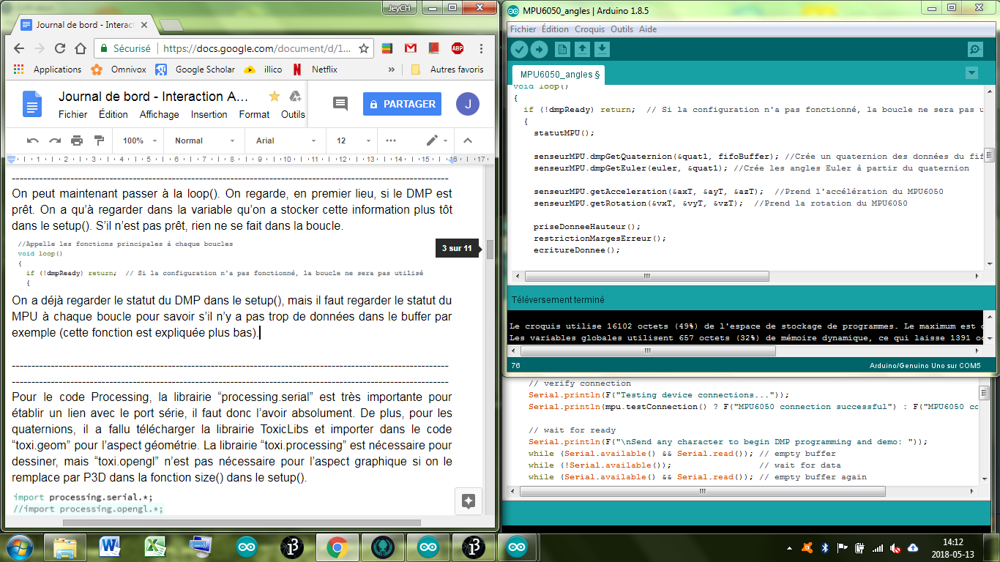 JeyCH
Journal de bord - Interact
Sécurisé | https://docs.google.com/document/d/1...
ABP
Applications Omnivox Google Scholar illico Netflix » Autres favoris
Journal de bord - Interaction A...
PARTAGER
J
Fichier Édition Affichage Insertion Format Outils
100% Normal Arial 12
1 2 3 4 5 6 7 8 9 10 11 12 13 14 15 16 17
On peut maintenant passer à la loop(). On regarde, en premier lieu, si le DMP est
prêt. On a qu’à regarder dans la variable qu’on a stocker cette information plus tôt
dans le setup(). S’il n’est pas prêt, rien ne se fait dans la boucle.
3 sur 11
//Appelle les fonctions principales à chaque boucles
void loop()
{
if (!dmpReady) return; // Si la configuration n'a pas fonctionné, la boucle ne sera pas utilisé
{
On a déjà regarder le statut du DMP dans le setup(), mais il faut regarder le statut du
MPU à chaque boucle pour savoir s’il n’y a pas trop de données dans le buffer par
exemple (cette fonction est expliquée plus bas).
Pour le code Processing, la librairie “processing.serial” est très importante pour
établir un lien avec le port série, il faut donc l’avoir absolument. De plus, pour les
quaternions, il a fallu télécharger la librairie ToxicLibs et importer dans le code
“toxi.geom” pour l’aspect géométrie. La librairie “toxi.processing” est nécessaire pour
dessiner, mais “toxi.opengl” n’est pas nécessaire pour l’aspect graphique si on le
remplace par P3D dans la fonction size() dans le setup().
import processing.serial.*;
//import processing.opengl.*;
MPU6050_angles | Arduino 1.8.5
Fichier Édition Croquis Outils Aide
MPU6050_angles §
void loop()
{
if (!dmpReady) return; // Si la configuration n'a pas fonctionné, la boucle ne sera pas u
{
statutMPU();
senseurMPU.dmpGetQuaternion(&quat1, fifoBuffer); //Crée un quaternion des données du fif
senseurMPU.dmpGetEuler(euler, &quat1); //Crée les angles Euler à partir du quaternion
senseurMPU.getAcceleration(&axT, &ayT, &azT); //Prend l'accélération du MPU6050
senseurMPU.getRotation(&vxT, &vyT, &vzT); //Prend la rotation du MPU6050
priseDonneeHauteur();
restrictionMargesErreur();
ecritureDonnee();
Téléversement terminé
Le croquis utilise 16102 octets (49%) de l'espace de stockage de programmes. Le maximum est
Les variables globales utilisent 657 octets (32%) de mémoire dynamique, ce qui laisse 1391 oc
76 Arduino/Genuino Uno sur COM5
// verify connection
Serial.println(F("Testing device connections..."));
Serial.println(mpu.testConnection() ? F("MPU6050 connection successful") : F("MPU6050 co
// wait for ready
Serial.println(F("\nSend any character to begin DMP programming and demo: "));
while (Serial.available() && Serial.read()); // empty buffer
while (!Serial.available()); // wait for data
while (Serial.available() && Serial.read()); // empty buffer again
14:12
2018-05-13